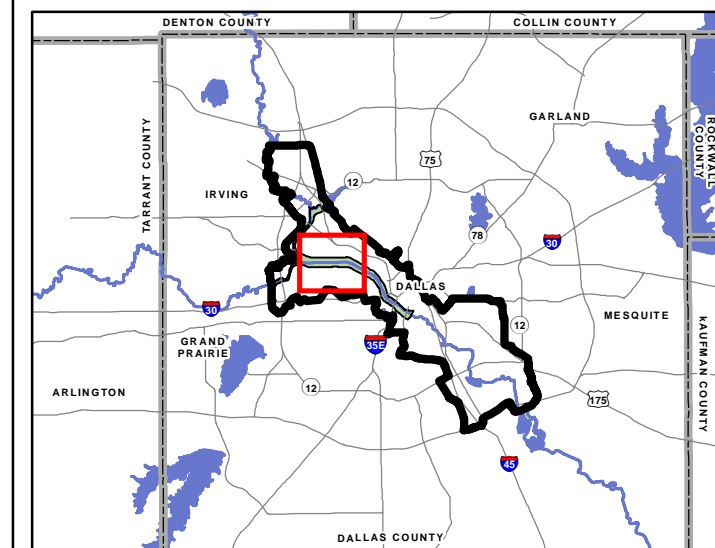 DENTON COUNTY
COLLIN COUNTY
TARRANT COUNTY
ROCKWALL
COUNTY
GARLAND
75
12
IRVING
78
30
DALLAS
30
12
MESQUITE
KAUFMAN COUNTY
GRAND
PRAIRIE
35E
ARLINGTON
12
175
45
DALLAS COUNTY